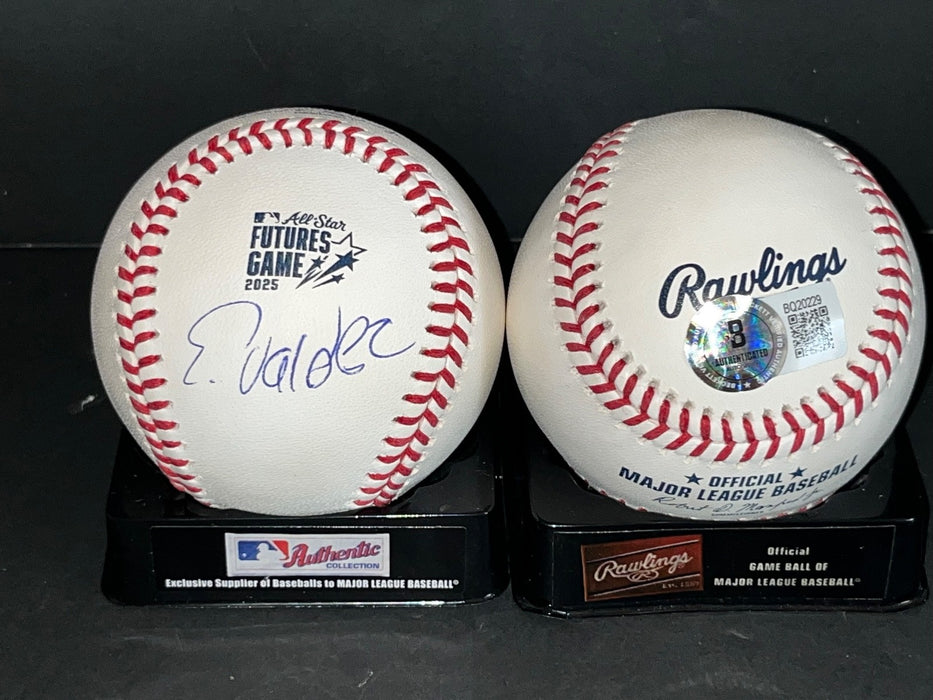 All-Star
FUTURES
GAME
2025
E. Valdez
Authentic
COLLECTION
Exclusive Supplier of Baseballs to MAJOR LEAGUE BASEBALL®
Rawlings
BQ20229
B
AUTHENTICATED
★ OFFICIAL ★
MAJOR LEAGUE BASEBALL
Rawlings
Official
GAME BALL OF
MAJOR LEAGUE BASEBALL®